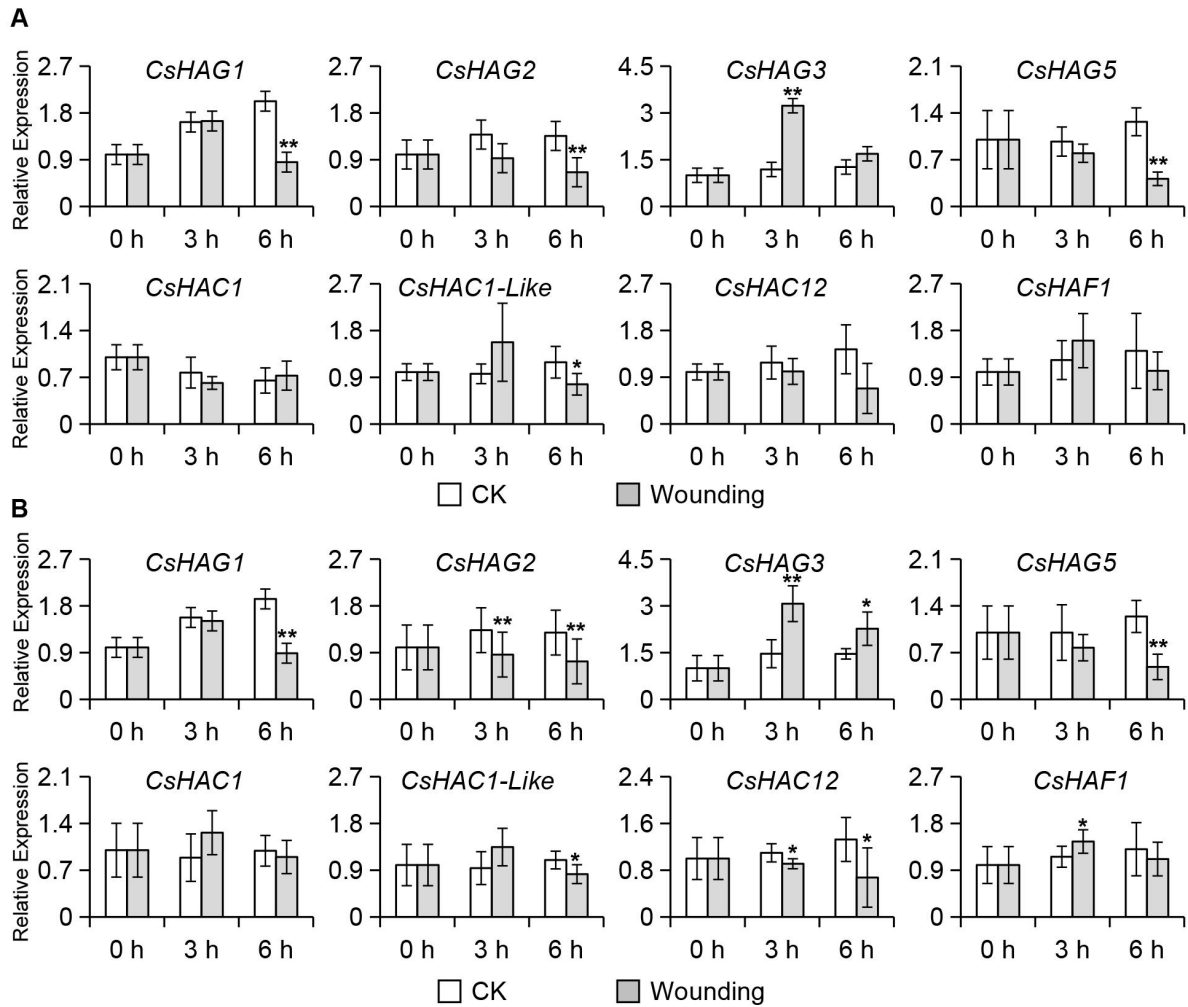 A
CsHAG1 CsHAG2 CsHAG3 CsHAG5
Relative Expression
2.7 2.7 4.5 2.1
1.8 1.8 3 1.4
0.9 0.9 1.5 0.7
0 0 0 0
** ** ** **
0 h 3 h 6 h 0 h 3 h 6 h 0 h 3 h 6 h 0 h 3 h 6 h
CsHAC1 CsHAC1-Like CsHAC12 CsHAF1
Relative Expression
2.1 2.7 2.7 2.7
1.4 1.8 1.8 1.8
0.7 0.9 0.9 0.9
0 0 0 0
*
0 h 3 h 6 h 0 h 3 h 6 h 0 h 3 h 6 h 0 h 3 h 6 h
CK Wounding
B
CsHAG1 CsHAG2 CsHAG3 CsHAG5
Relative Expression
2.7 2.7 4.5 2.1
1.8 1.8 3 1.4
0.9 0.9 1.5 0.7
0 0 0 0
** ** ** ** * **
0 h 3 h 6 h 0 h 3 h 6 h 0 h 3 h 6 h 0 h 3 h 6 h
CsHAC1 CsHAC1-Like CsHAC12 CsHAF1
Relative Expression
2.1 2.7 2.4 2.7
1.4 1.8 1.6 1.8
0.7 0.9 0.8 0.9
0 0 0 0
* * * *
0 h 3 h 6 h 0 h 3 h 6 h 0 h 3 h 6 h 0 h 3 h 6 h
CK Wounding